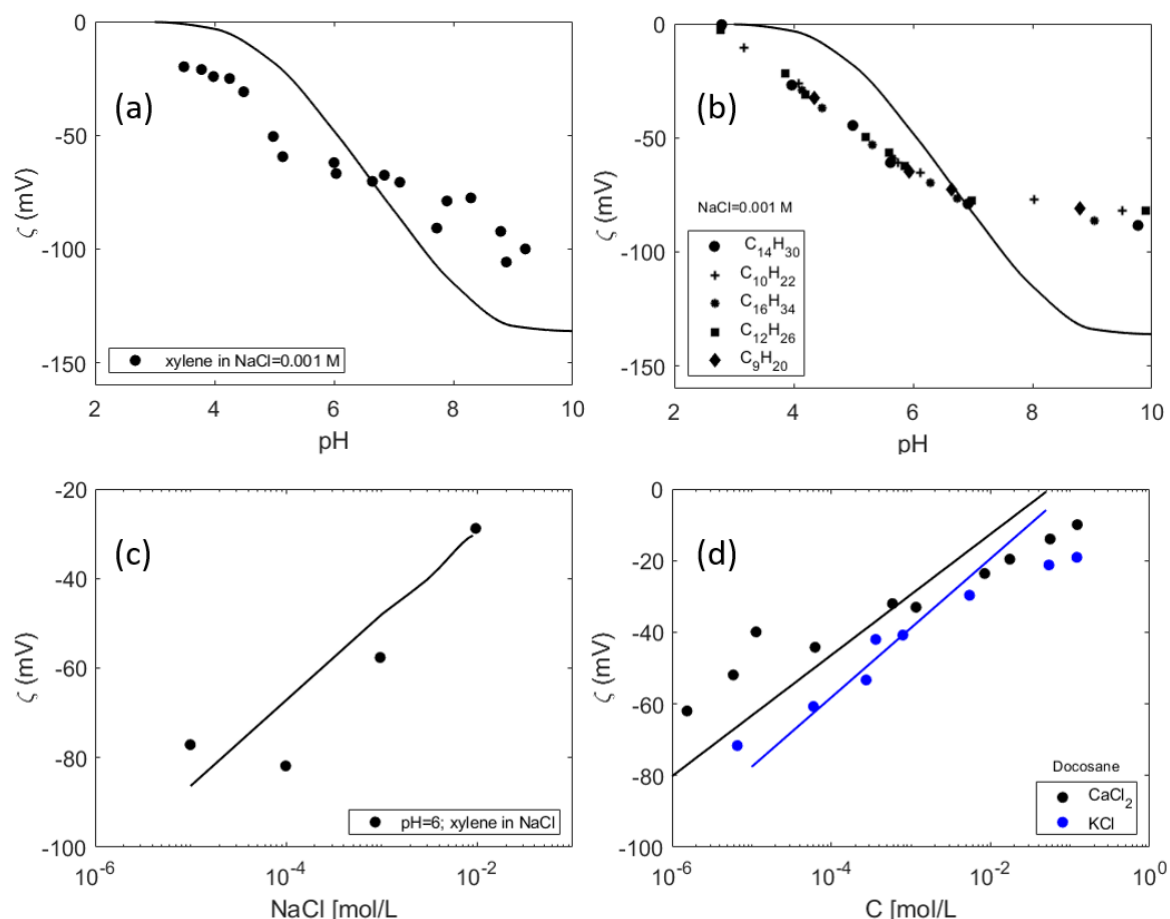 0
-50
-100
-150
ζ (mV)
(a)
xylene in NaCl=0.001 M
2
4
6
8
10
pH
0
-50
-100
-150
ζ (mV)
(b)
NaCl=0.001 M
C₁₄H₃₀
C₁₀H₂₂
C₁₆H₃₄
C₁₂H₂₆
C₉H₂₀
2
4
6
8
10
pH
-20
-40
-60
-80
-100
ζ (mV)
(c)
pH=6; xylene in NaCl
10⁻⁶
10⁻⁴
10⁻²
NaCl [mol/L
0
-20
-40
-60
-80
-100
ζ (mV)
(d)
Docosane
CaCl₂
KCl
10⁻⁶
10⁻⁴
10⁻²
10⁰
C [mol/L